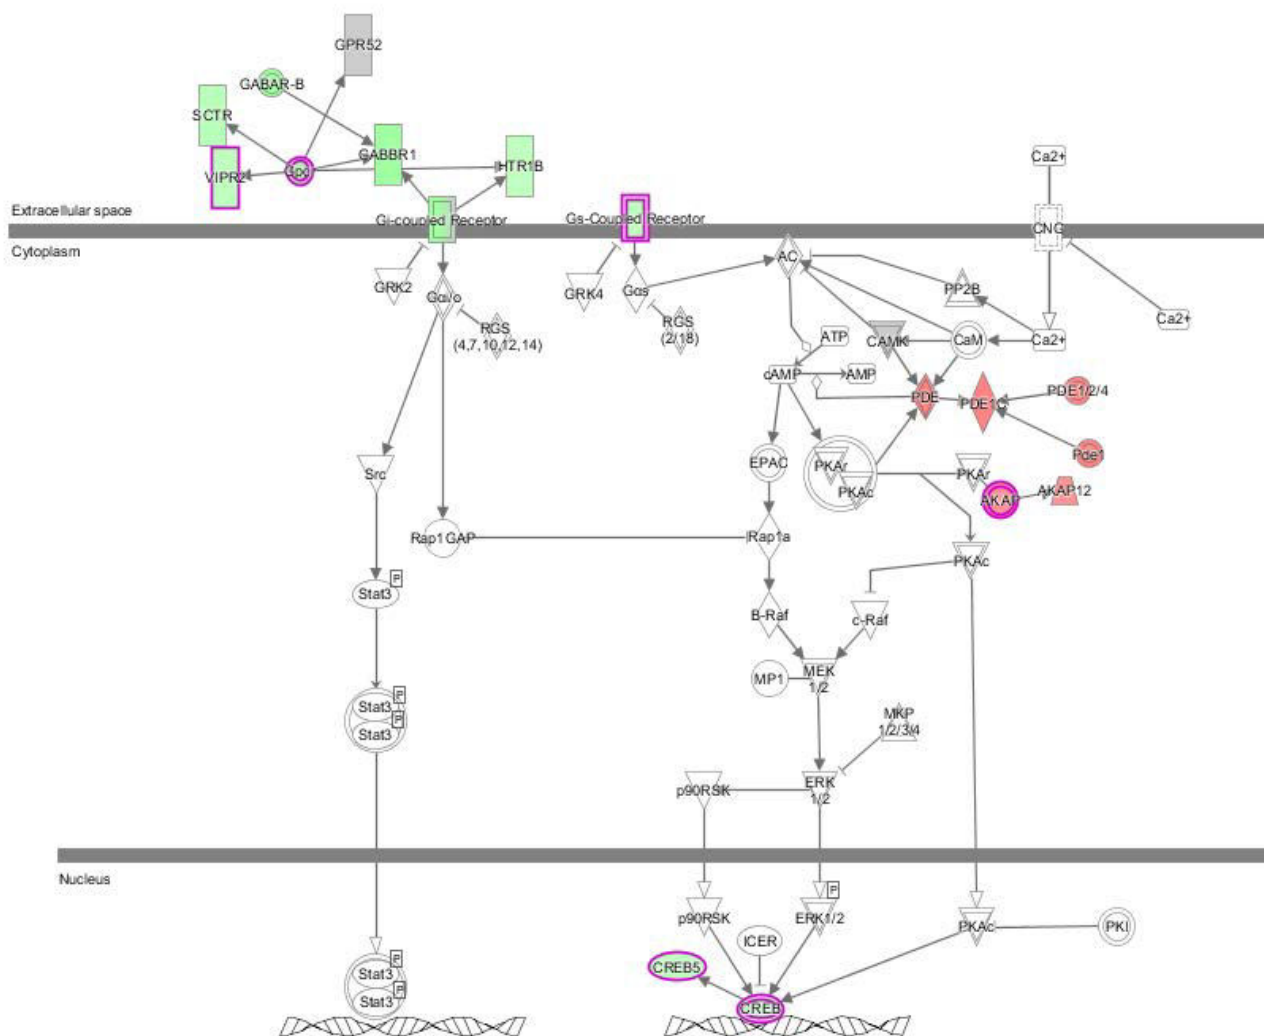 GPR52
GABAR-B
SCTR
GABBR1
HTR1B
VIPR2
Ca2+
Extracellular space
Gi-coupled Receptor
Gs-Coupled Receptor
CNG
Cytoplasm
AC
GRK2
GRK4
Gαs
PP2B
RGS
(4,7,10,12,14)
RGS
(2/18)
Ca2+
ATP
CAMK
CaM
Ca2+
cAMP
AMP
PDE
PDE1/2/4
Pde1
EPAC
PKAr
PKAc
PKAr
AKAP
AKAP12
Src
Rap1GAP
Rap1a
PKAc
P
Stat3
B-Raf
c-Raf
MP1
MEK
1/2
P
Stat3
P
Stat3
MKP
1/2/3/4
p90RSK
ERK
1/2
Nucleus
P
p90RSK
ERK1/2
PKAc
PKI
ICER
P
Stat3
P
Stat3
CREB5
CREB